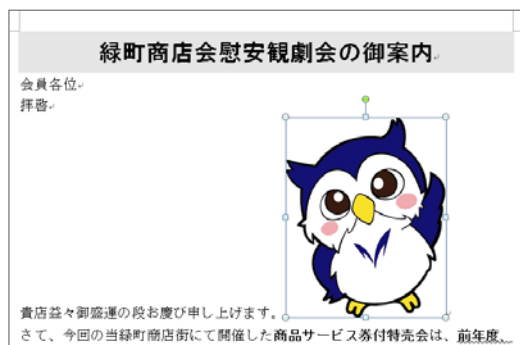 緑町商店会慰安観劇会の御案内
会員各位
拝啓
貴店益々御盛運の段お慶び申し上げます。
さて、今回の当緑町商店街にて開催した商品サービス券付特売会は、前年度、